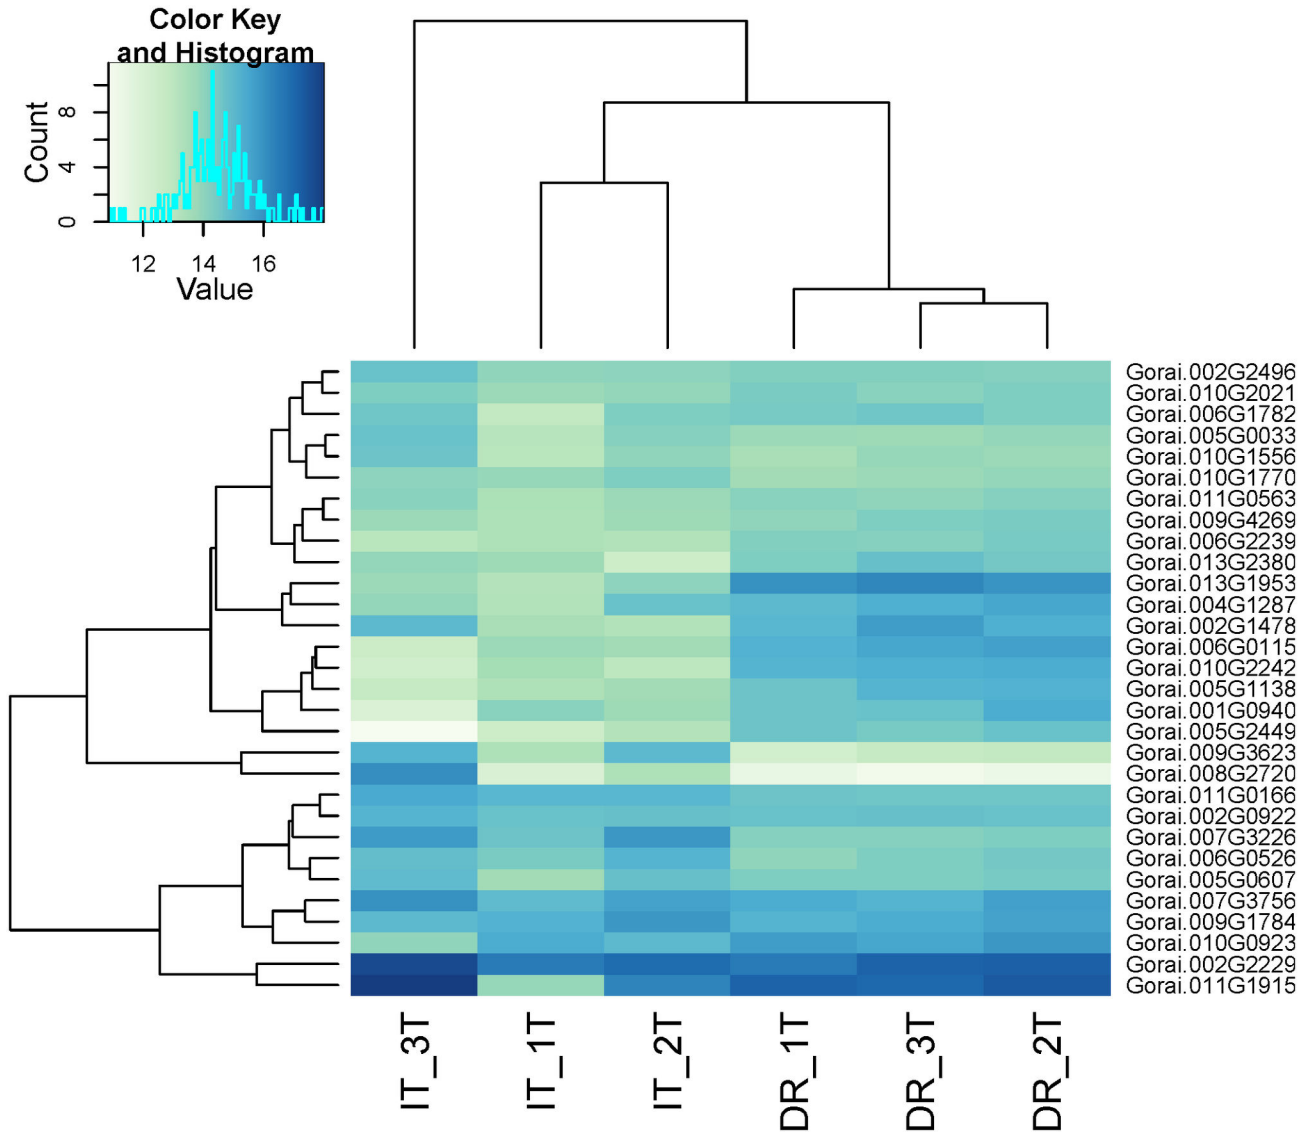 Color Key
and Histogram
Count
0
4
8
12 14 16
Value
Gorai.002G2496
Gorai.010G2021
Gorai.006G1782
Gorai.005G0033
Gorai.010G1556
Gorai.010G1770
Gorai.011G0563
Gorai.009G4269
Gorai.006G2239
Gorai.013G2380
Gorai.013G1953
Gorai.004G1287
Gorai.002G1478
Gorai.006G0115
Gorai.010G2242
Gorai.005G1138
Gorai.001G0940
Gorai.005G2449
Gorai.009G3623
Gorai.008G2720
Gorai.011G0166
Gorai.002G0922
Gorai.007G3226
Gorai.006G0526
Gorai.005G0607
Gorai.007G3756
Gorai.009G1784
Gorai.010G0923
Gorai.002G2229
Gorai.011G1915
IT_3T
IT_1T
IT_2T
DR_1T
DR_3T
DR_2T